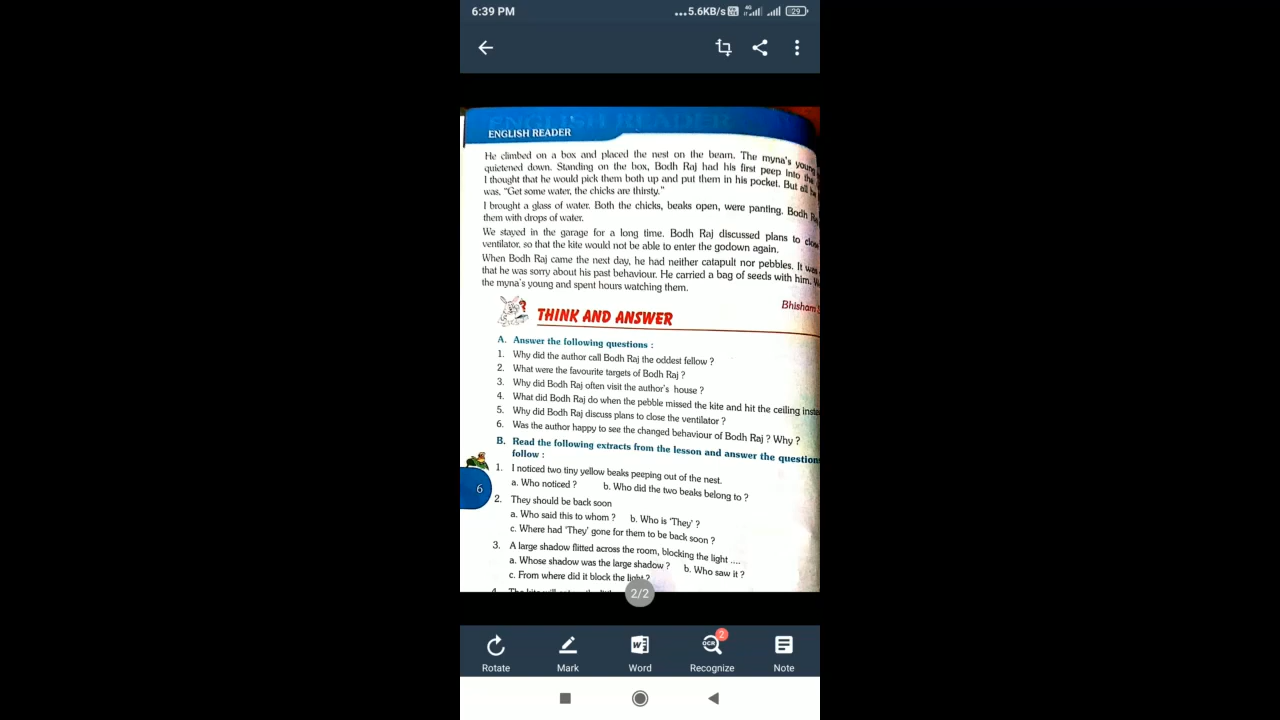 6:39 PM
...5.6KB/s 4G 29
ENGLISH READER
He climbed on a box and placed the nest on the beam. The myna's young
quietened down. Standing on the box, Bodh Raj had his first peep into the
I thought that he would pick them both up and put them in his pocket. But all he
was. "Get some water, the chicks are thirsty."
I brought a glass of water. Both the chicks, beaks open, were panting. Bodh
them with drops of water.
We stayed in the garage for a long time. Bodh Raj discussed plans to close
ventilator, so that the kite would not be able to enter the godown again.
When Bodh Raj came the next day, he had neither catapult nor pebbles. It was
that he was sorry about his past behaviour. He carried a bag of seeds with him.
the myna's young and spent hours watching them.
Bhisham
THINK AND ANSWER
A. Answer the following questions :
1. Why did the author call Bodh Raj the oddest fellow ?
2. What were the favourite targets of Bodh Raj ?
3. Why did Bodh Raj often visit the author's house ?
4. What did Bodh Raj do when the pebble missed the kite and hit the ceiling
5. Why did Bodh Raj discuss plans to close the ventilator ?
6. Was the author happy to see the changed behaviour of Bodh Raj ? Why ?
B. Read the following extracts from the lesson and answer the question
follow :
1. I noticed two tiny yellow beaks peeping out of the nest.
a. Who noticed ? b. Who did the two beaks belong to ?
6
2. They should be back soon
a. Who said this to whom ? b. Who is 'They' ?
c. Where had 'They' gone for them to be back soon ?
3. A large shadow flitted across the room, blocking the light ....
a. Whose shadow was the large shadow ? b. Who saw it ?
c. From where did it block the light ?
2/2
Rotate Mark Word Recognize Note
W OCR 2